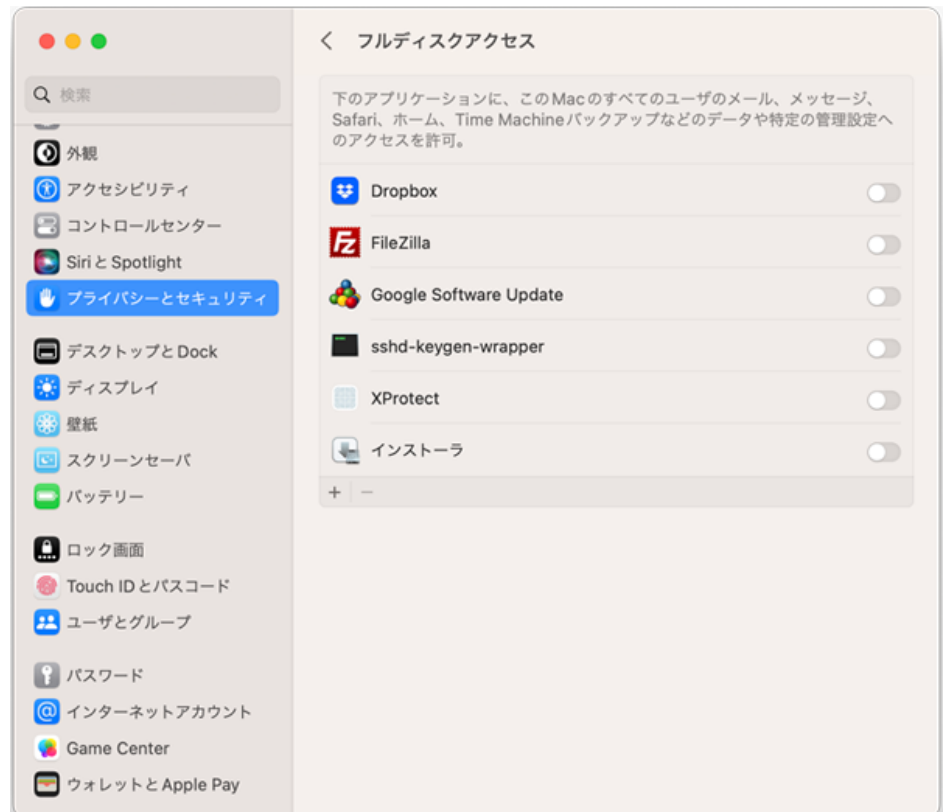 検索
外観
アクセシビリティ
コントロールセンター
Siri と Spotlight
プライバシーとセキュリティ
デスクトップと Dock
ディスプレイ
壁紙
スクリーンセーバ
バッテリー
ロック画面
Touch ID とパスコード
ユーザとグループ
パスワード
インターネットアカウント
Game Center
ウォレットと Apple Pay
フルディスクアクセス
下のアプリケーションに、このMacのすべてのユーザのメール、メッセージ、
Safari、ホーム、Time Machineバックアップなどのデータや特定の管理設定へ
のアクセスを許可。
Dropbox
FileZilla
Google Software Update
sshd-keygen-wrapper
XProtect
インストーラ